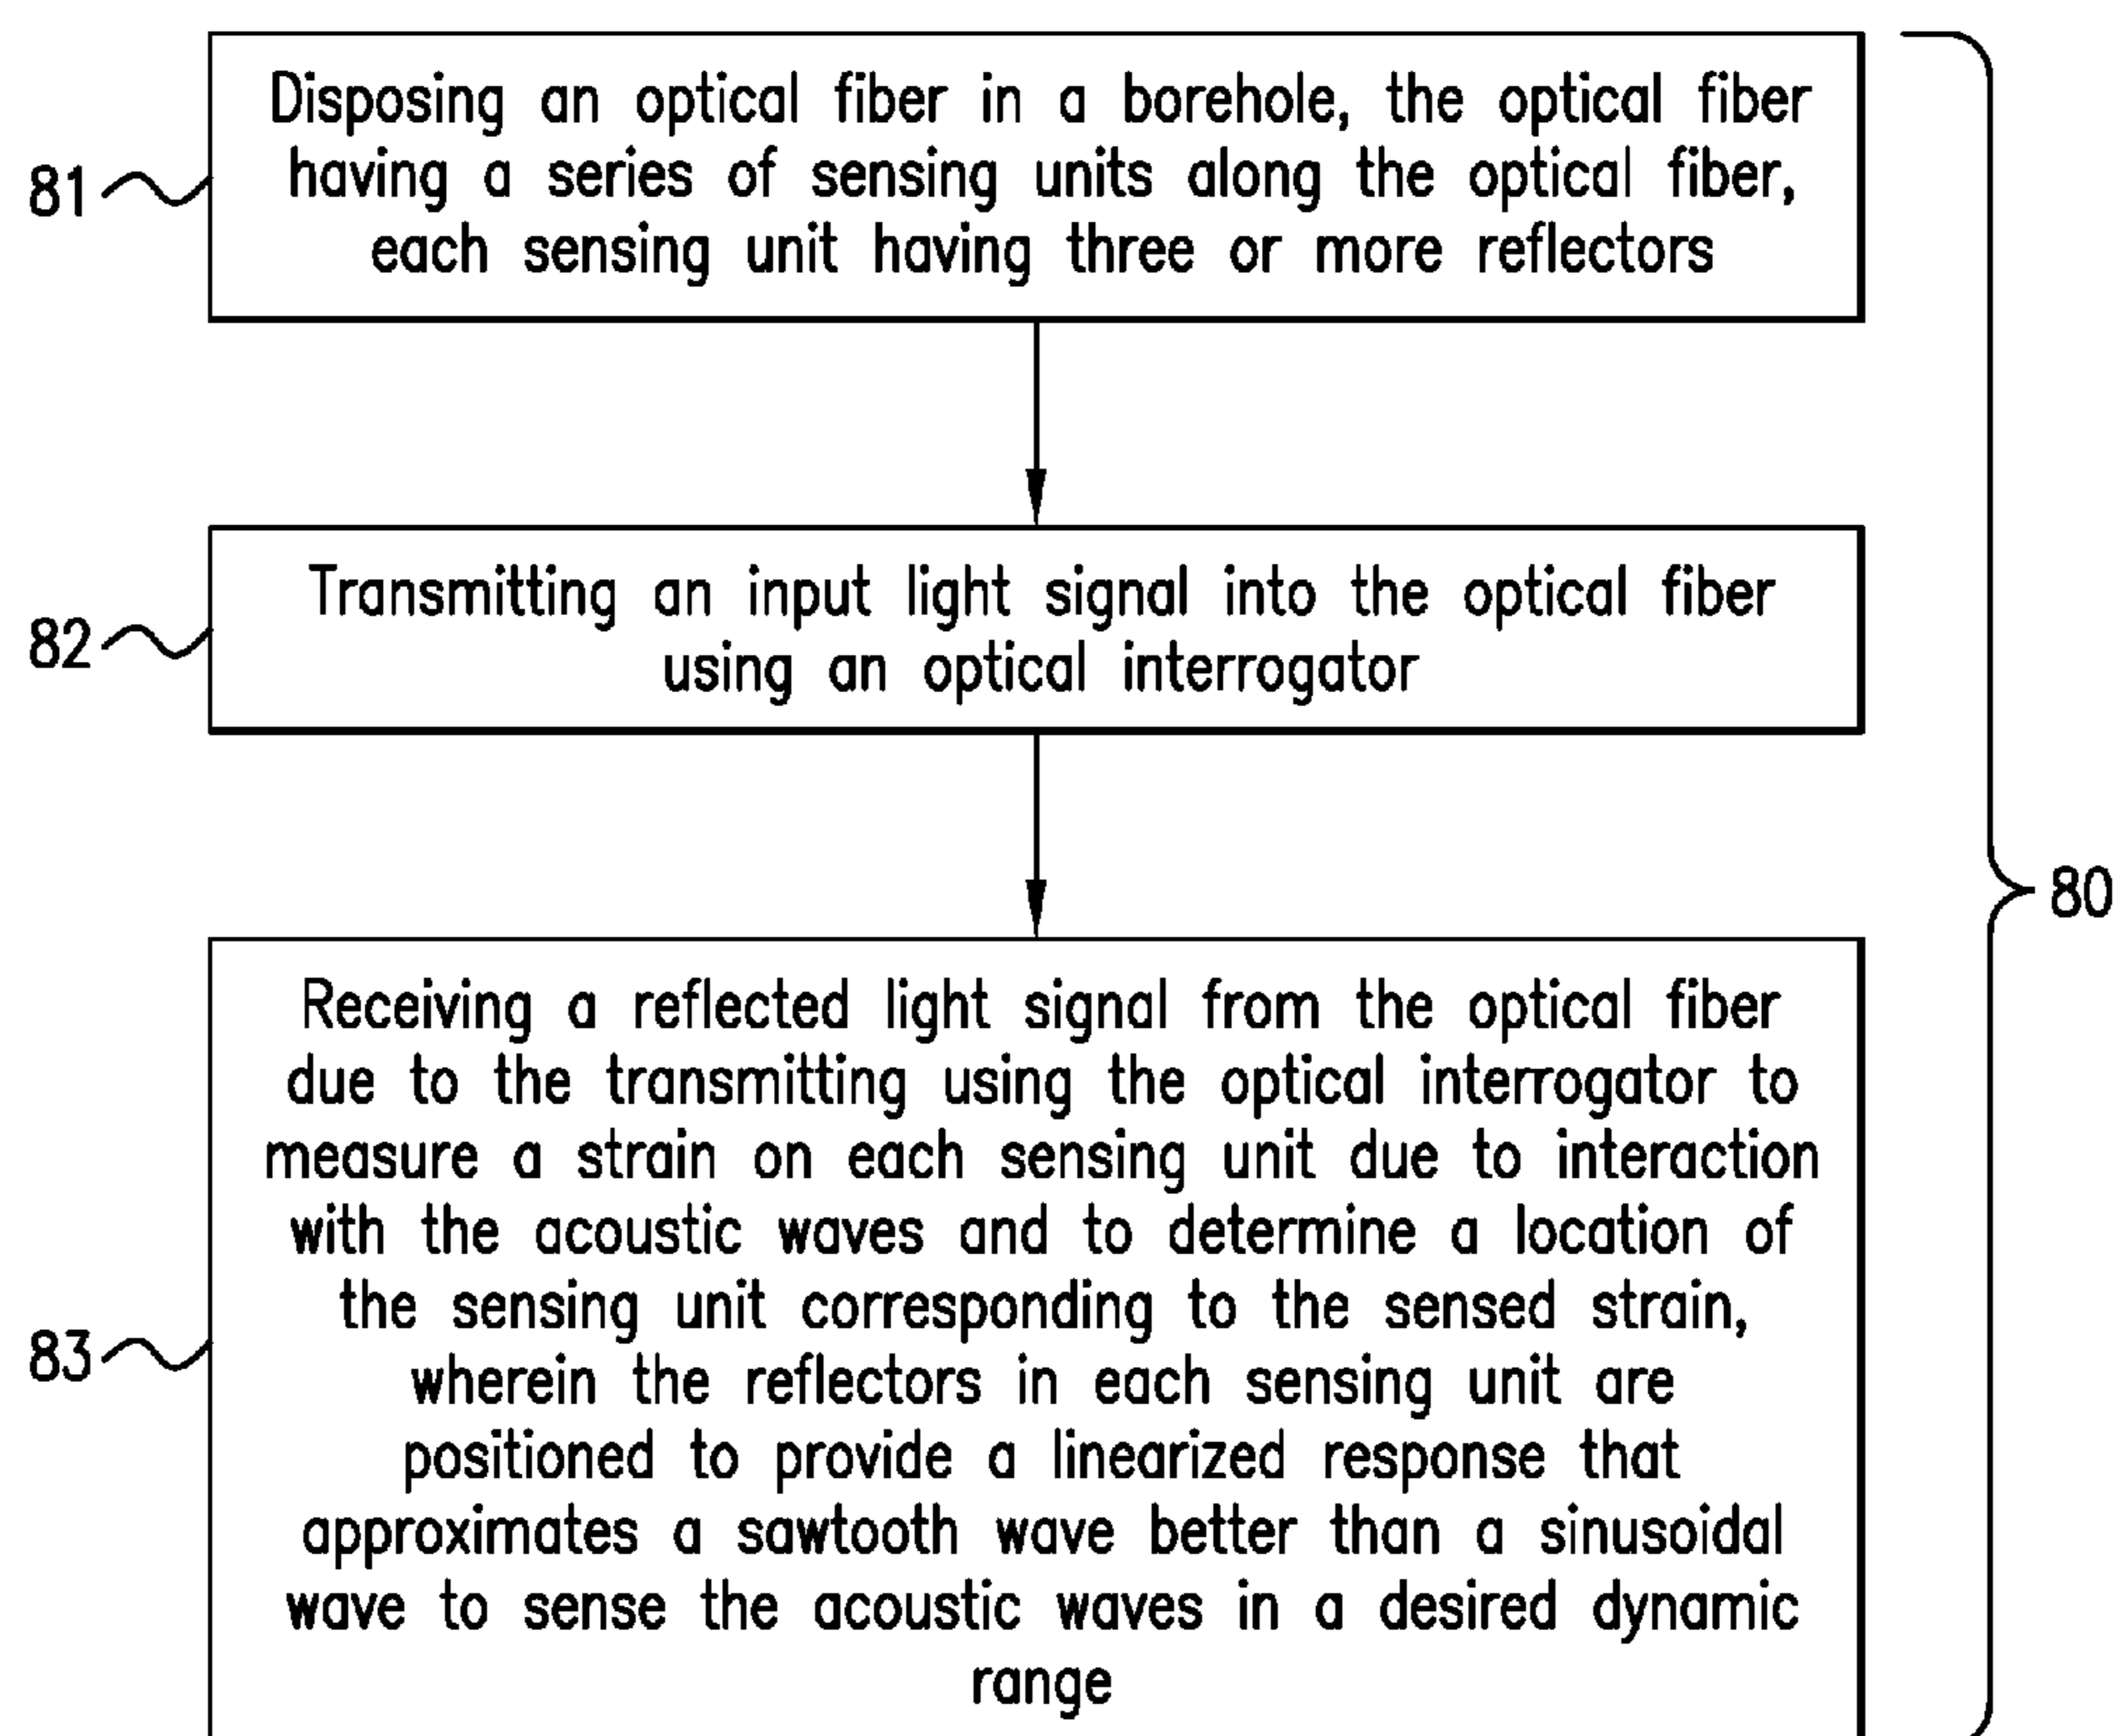 Disposing an optical fiber in a borehole, the optical fiber
having a series of sensing units along the optical fiber,
each sensing unit having three or more reflectors
81
Transmitting an input light signal into the optical fiber
using an optical interrogator
82
80
Receiving a reflected light signal from the optical fiber
due to the transmitting using the optical interrogator to
measure a strain on each sensing unit due to interaction
with the acoustic waves and to determine a location of
the sensing unit corresponding to the sensed strain,
wherein the reflectors in each sensing unit are
positioned to provide a linearized response that
approximates a sawtooth wave better than a sinusoidal
wave to sense the acoustic waves in a desired dynamic
range
83